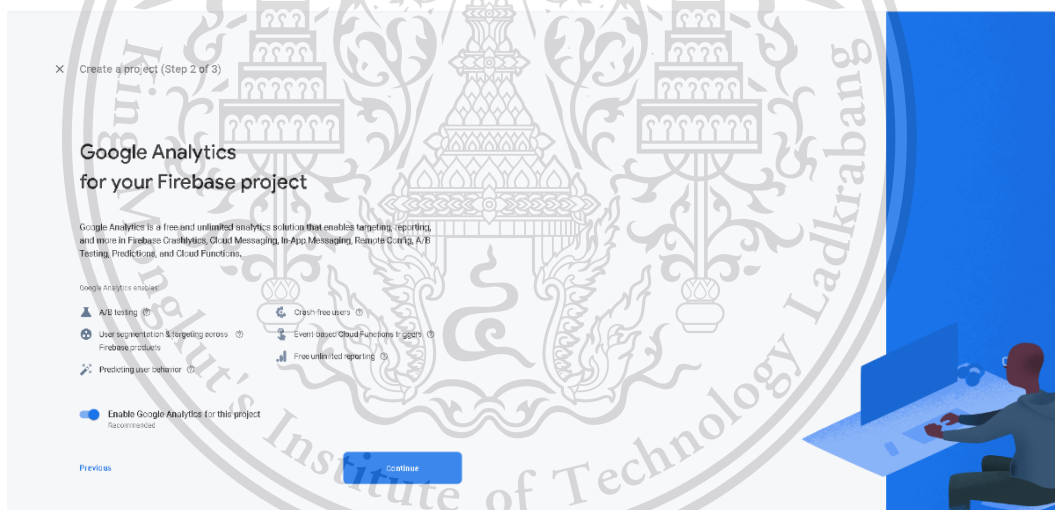 Create a project (Step 2 of 3)
Google Analytics
for your Firebase project
Google Analytics is a free and unlimited analytics solution that enables targeting, reporting,
and more in Firebase Crashlytics, Cloud Messaging, In-App Messaging, Remote Config, A/B
Testing, Predictions, and Cloud Functions.
Google Analytics enables:
A/B testing
Crash-free users
User segmentation & targeting across
Firebase products
Event-based Cloud Functions triggers
Free unlimited reporting
Predicting user behavior
Enable Google Analytics for this project
Recommended
Previous
Continue
King Mongkut's Institute of Technology Ladkrabang